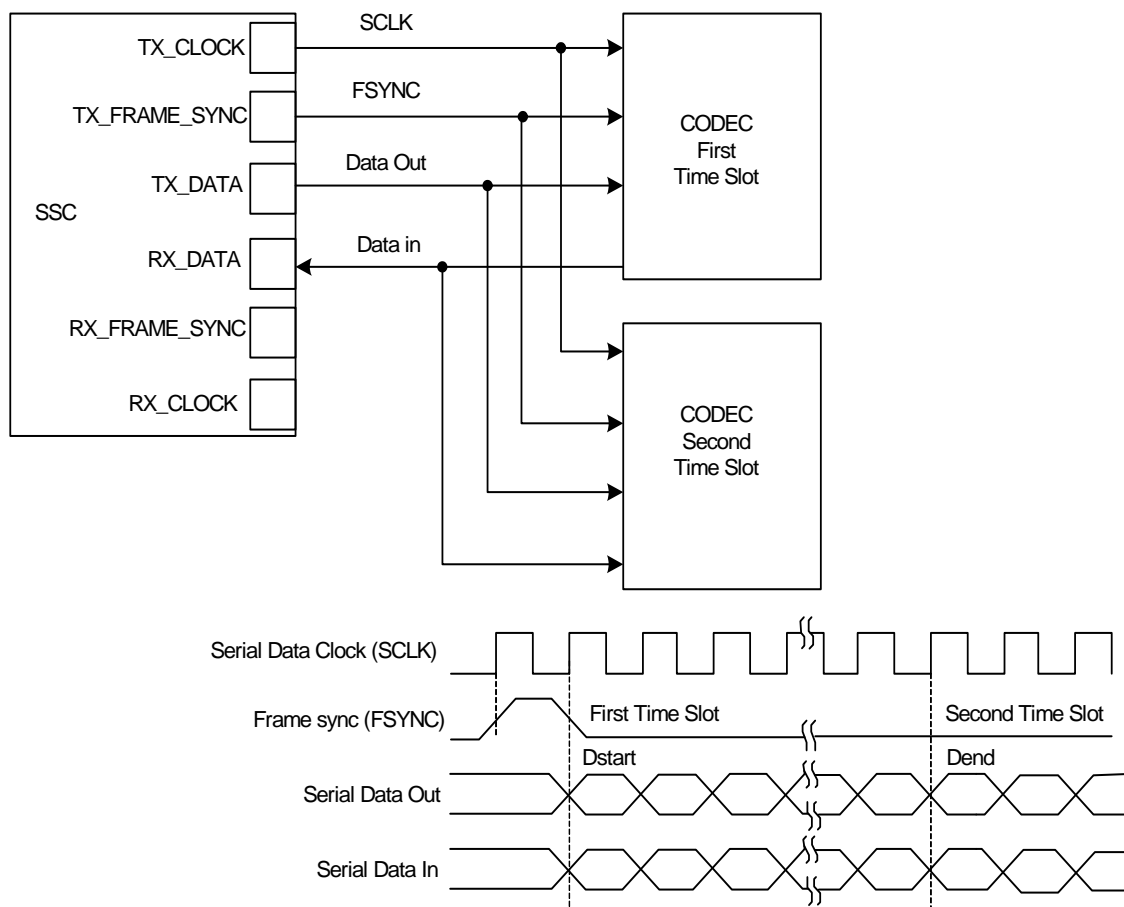 SCLK
TX_CLOCK
FSYNC
TX_FRAME_SYNC
CODEC
First
Time Slot
Data Out
TX_DATA
SSC
Data in
RX_DATA
RX_FRAME_SYNC
RX_CLOCK
CODEC
Second
Time Slot
Serial Data Clock (SCLK)
Frame sync (FSYNC)
First Time Slot
Second Time Slot
Dstart
Dend
Serial Data Out
Serial Data In